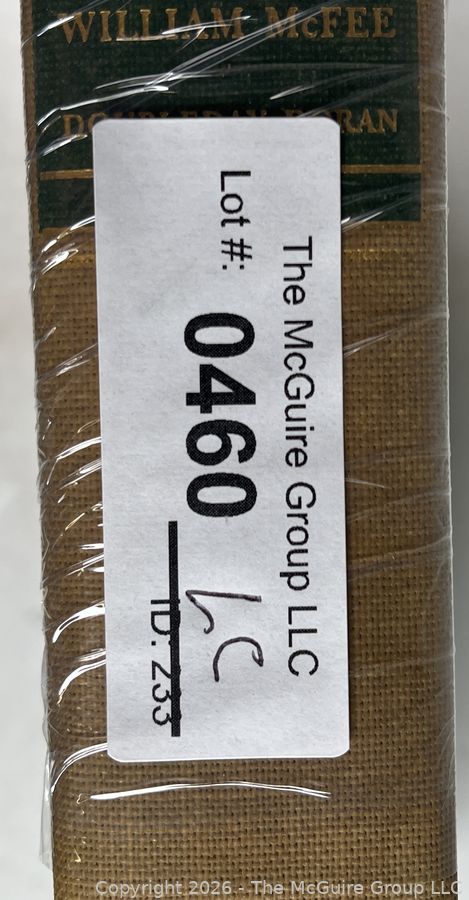 WILLIAM McFEE
DOUBLEDAY DORAN
The McGuire Group LLC
Lot #: 0460
LC
ID: 233
Copyright 2026 - The McGuire Group LLC